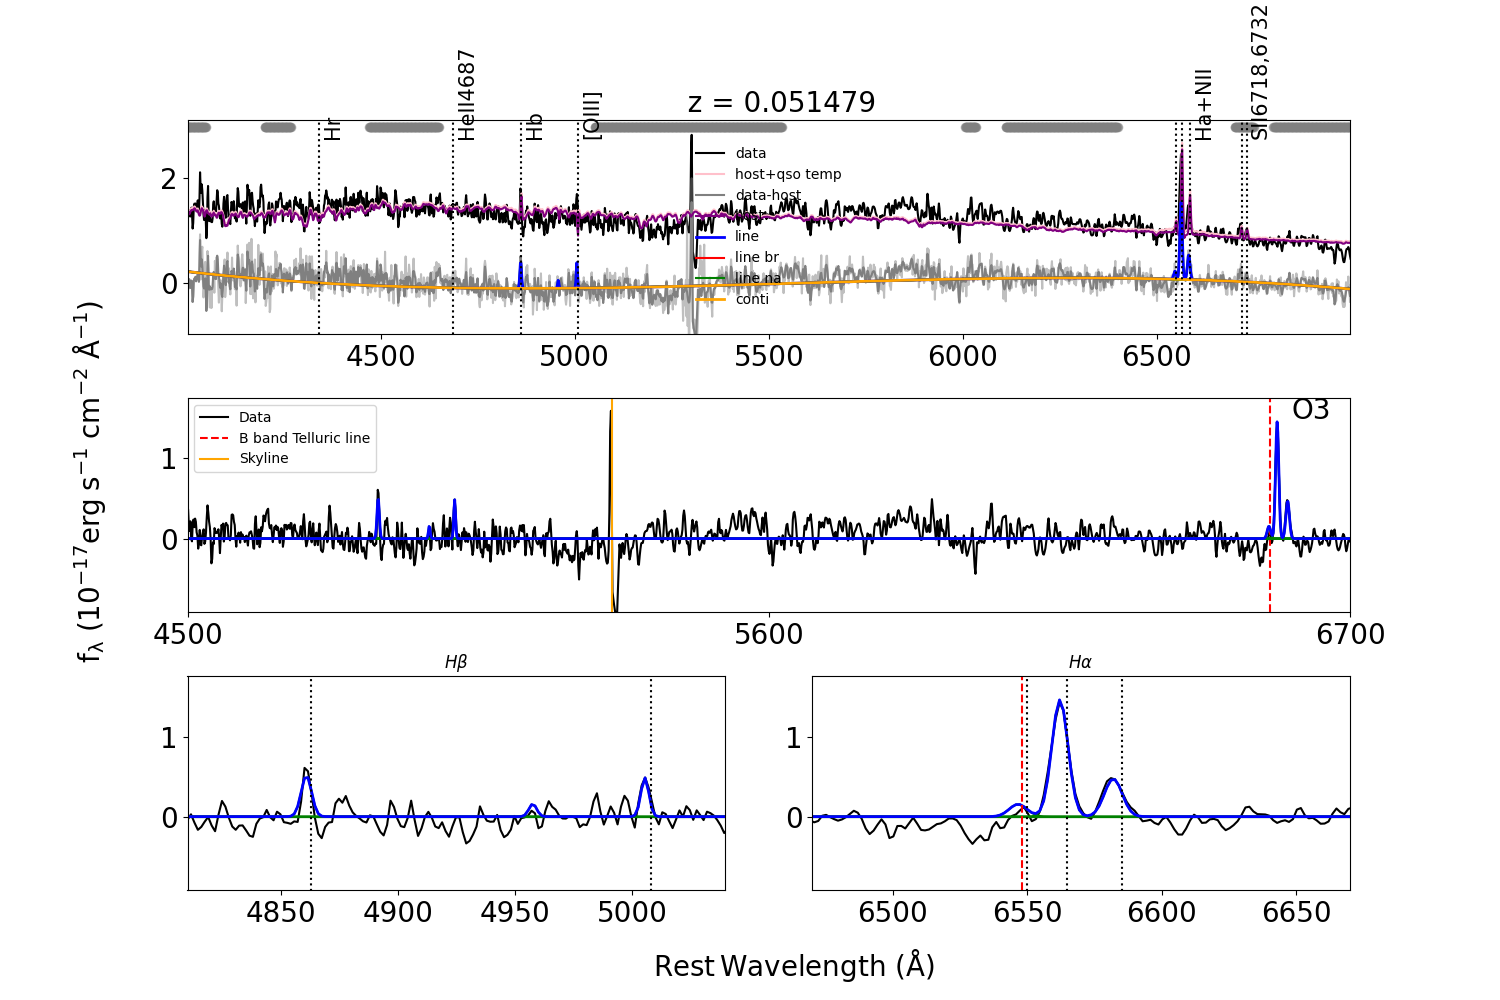 z = 0.051479
Hr
HeII4687
Hb
[OIII]
Ha+NII
SII6718,6732
data
host+qso temp
data-host
line
line br
line na
conti
2
0
4500 5000 5500 6000 6500
O3
Data
B band Telluric line
Skyline
1
0
4500 5600 6700
fλ (10−17erg s−1 cm−2 Å−1)
Hβ
1
0
4850 4900 4950 5000
Hα
1
0
6500 6550 6600 6650
Rest Wavelength (Å)